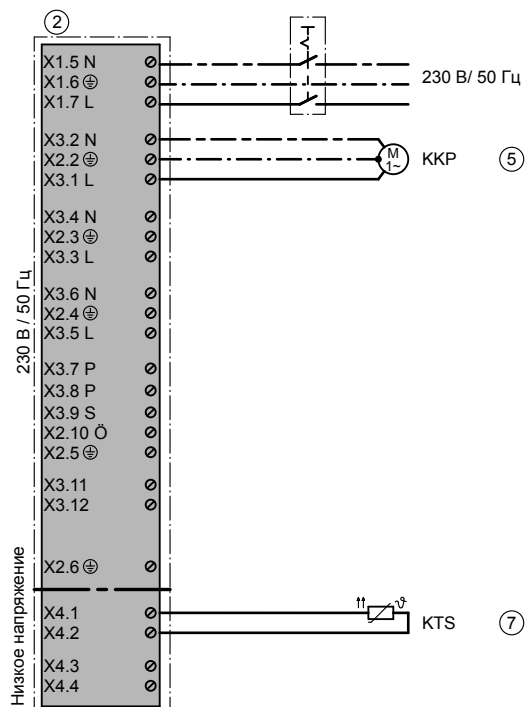 2
X1.5 N
X1.6
X1.7 L
230 В/ 50 Гц
X3.2 N
X2.2
X3.1 L
M
1~
KKP
5
X3.4 N
X2.3
X3.3 L
X3.6 N
X2.4
X3.5 L
X3.7 P
X3.8 P
X3.9 S
X2.10 Ö
X2.5
X3.11
X3.12
X2.6
230 В / 50 Гц
X4.1
X4.2
ϑ
KTS
7
X4.3
X4.4
Низкое напряжение